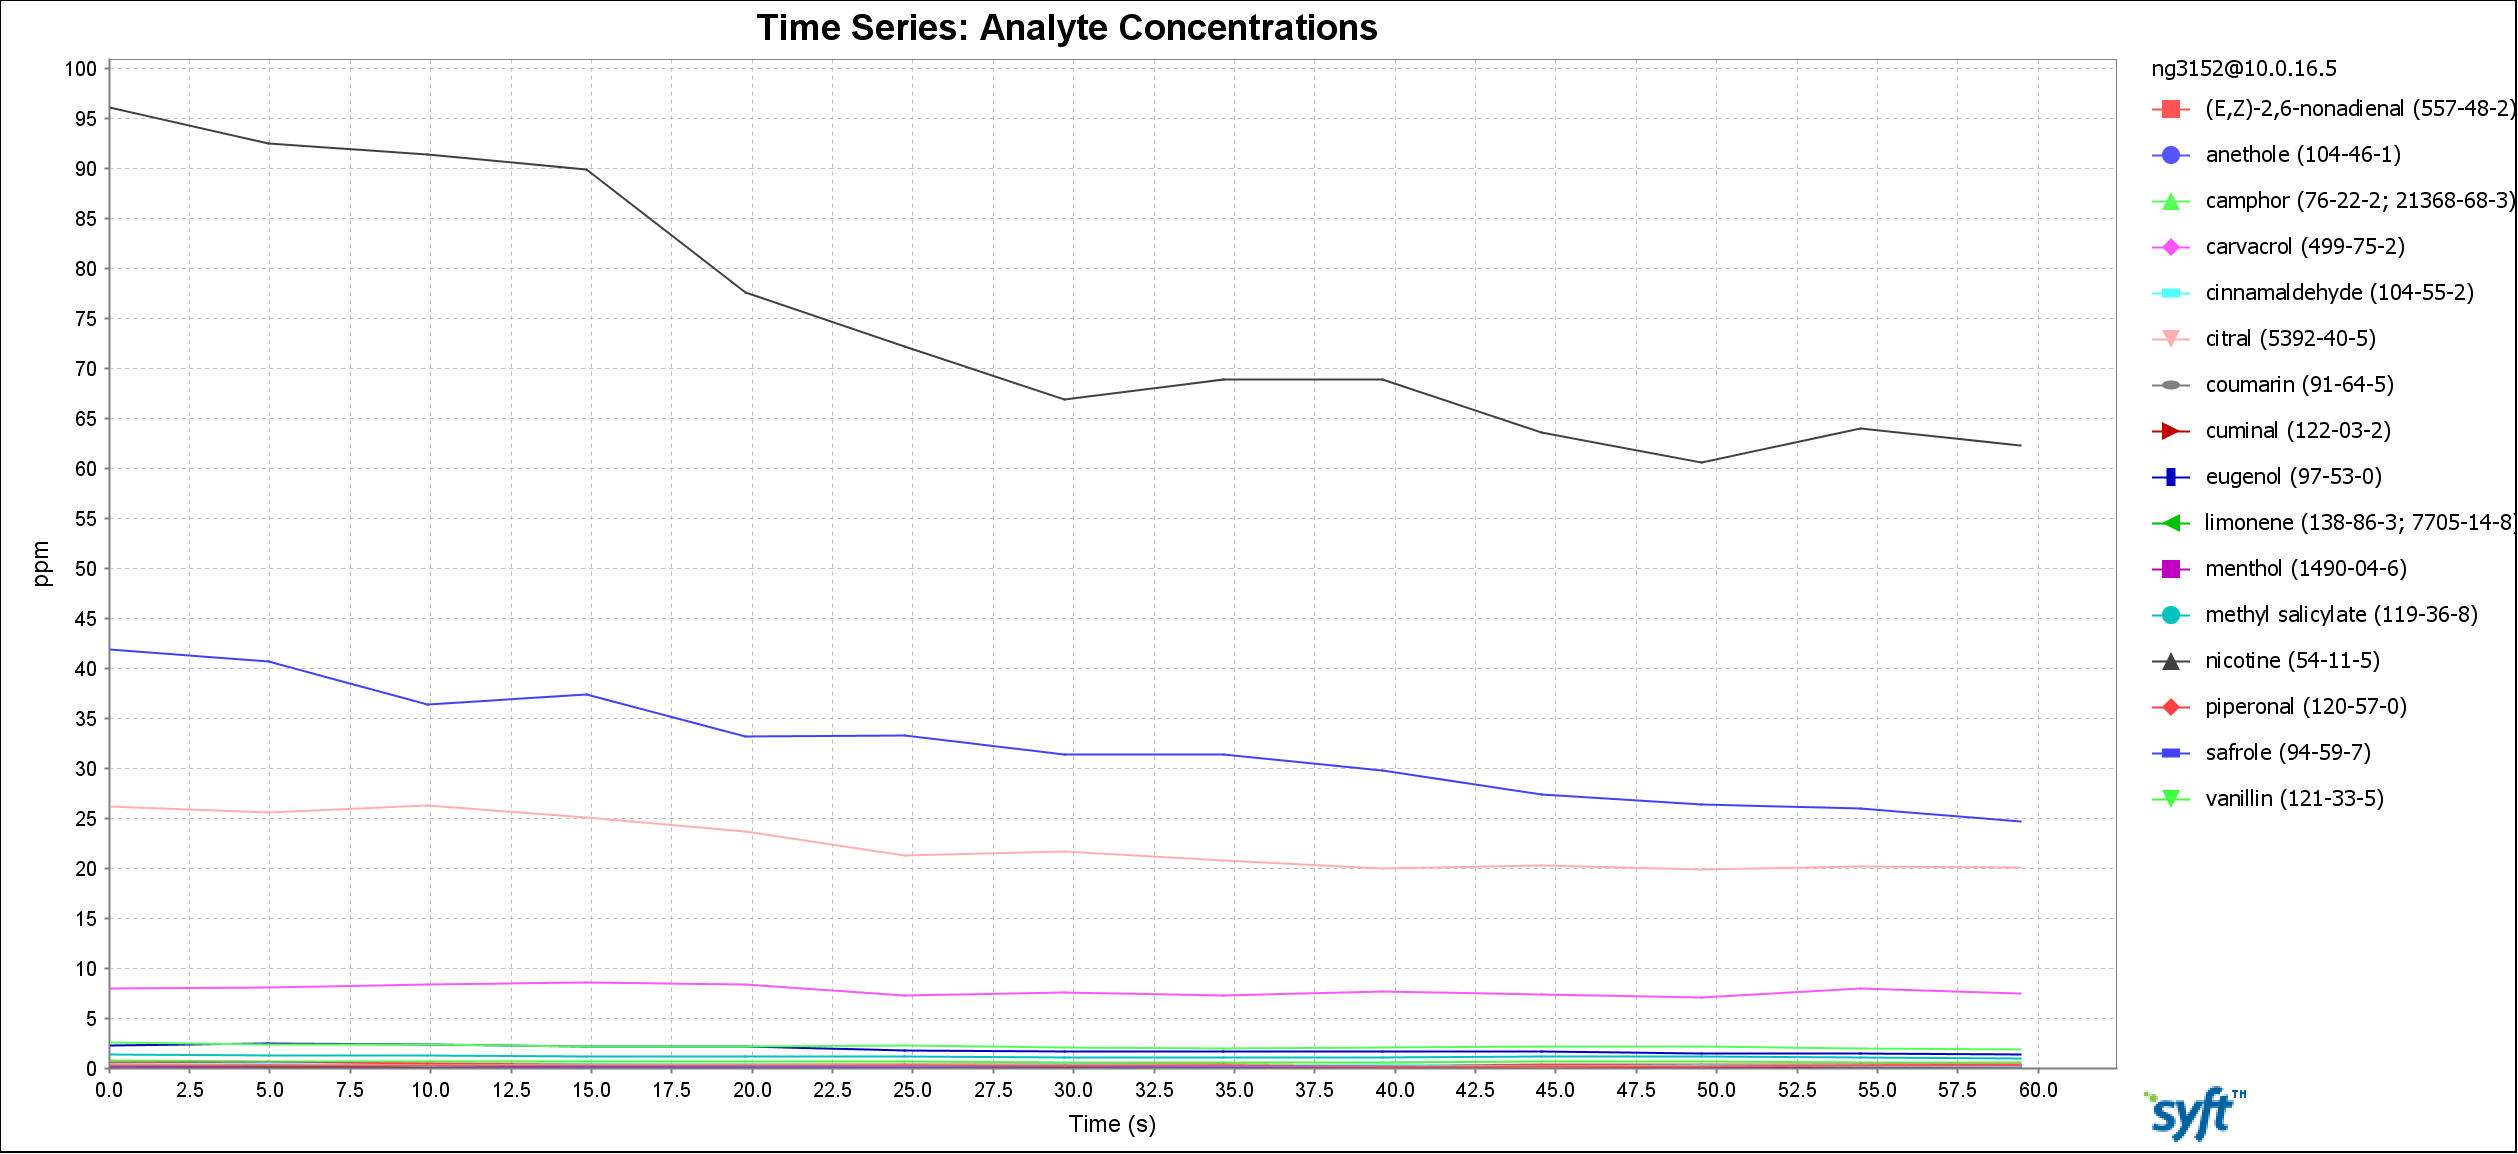 Time Series: Analyte Concentrations
100
95
90
85
80
75
70
65
60
55
50
45
40
35
30
25
20
15
10
5
0
ppm
0.0 2.5 5.0 7.5 10.0 12.5 15.0 17.5 20.0 22.5 25.0 27.5 30.0 32.5 35.0 37.5 40.0 42.5 45.0 47.5 50.0 52.5 55.0 57.5 60.0
Time (s)
ng3152@10.0.16.5
(E,Z)-2,6-nonadienal (557-48-2)
anethole (104-46-1)
camphor (76-22-2; 21368-68-3)
carvacrol (499-75-2)
cinnamaldehyde (104-55-2)
citral (5392-40-5)
coumarin (91-64-5)
cuminal (122-03-2)
eugenol (97-53-0)
limonene (138-86-3; 7705-14-8)
menthol (1490-04-6)
methyl salicylate (119-36-8)
nicotine (54-11-5)
piperonal (120-57-0)
safrole (94-59-7)
vanillin (121-33-5)
syft™